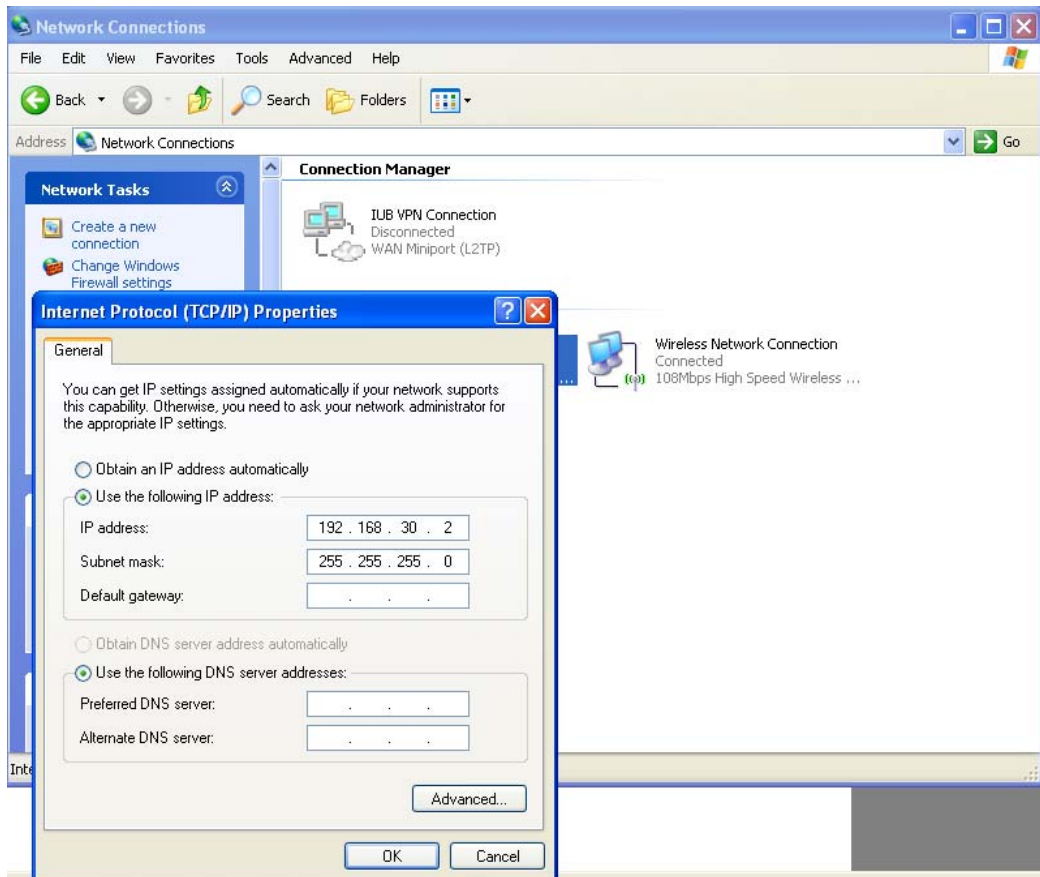 Network Connections
File Edit View Favorites Tools Advanced Help
Back Search Folders
Address Network Connections Go
Network Tasks
Create a new
connection
Change Windows
Firewall settings
Connection Manager
IUB VPN Connection
Disconnected
WAN Miniport (L2TP)
...
Wireless Network Connection
Connected
108Mbps High Speed Wireless ...
Internet Protocol (TCP/IP) Properties
General
You can get IP settings assigned automatically if your network supports
this capability. Otherwise, you need to ask your network administrator for
the appropriate IP settings.
Obtain an IP address automatically
Use the following IP address:
IP address: 192 . 168 . 30 . 2
Subnet mask: 255 . 255 . 255 . 0
Default gateway: . . .
Obtain DNS server address automatically
Use the following DNS server addresses:
Preferred DNS server: . . .
Alternate DNS server: . . .
Advanced...
OK Cancel